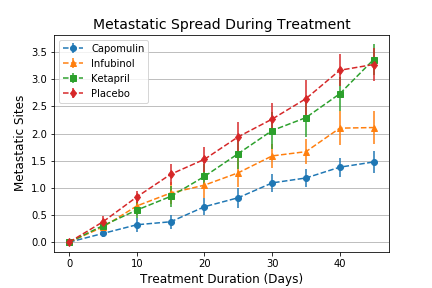 Metastatic Spread During Treatment
Metastatic Sites
3.5
3.0
2.5
2.0
1.5
1.0
0.5
0.0
Capomulin
Infubinol
Ketapril
Placebo
0 10 20 30 40
Treatment Duration (Days)